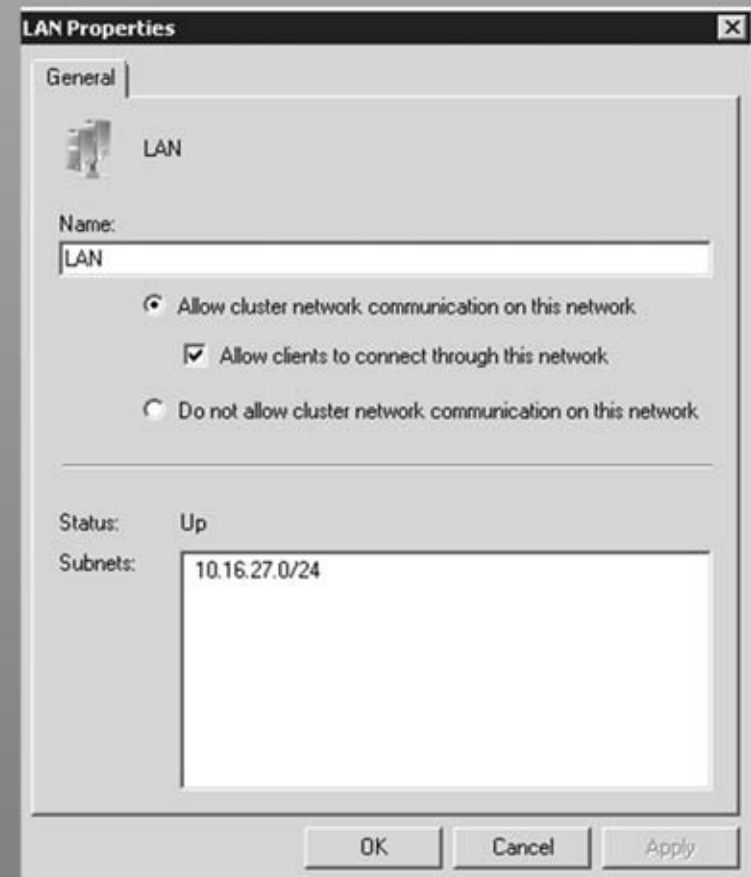 LAN Properties
General
LAN
Name:
LAN
Allow cluster network communication on this network
Allow clients to connect through this network
Do not allow cluster network communication on this network
Status: Up
Subnets: 10.16.27.0/24
OK Cancel Apply